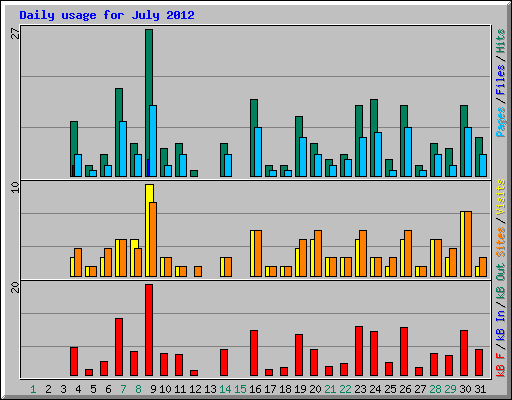 Daily usage for July 2012
27
Pages / Files / Hits
10
Sites / Visits
20
kB F / kB In / kB Out
1 2 3 4 5 6 7 8 9 10 11 12 13 14 15 16 17 18 19 20 21 22 23 24 25 26 27 28 29 30 31